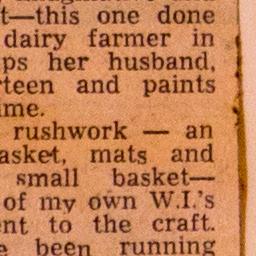 t—this one done
dairy farmer in
ps her husband,
rteen and paints
me.
rushwork — an
asket, mats and
small basket—
of my own W.I.'s
ent to the craft.
e been running